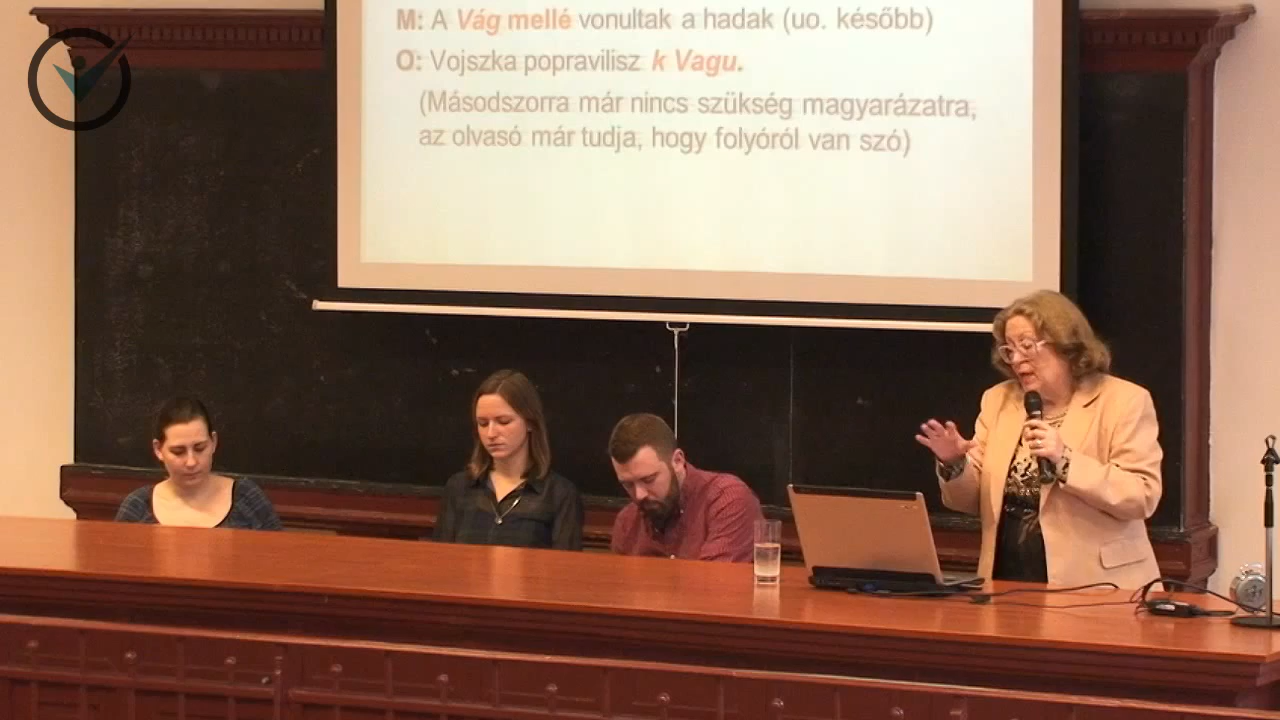 M: A Vág mellé vonultak a hadak (uo. később)
O: Vojszka popravilisz k Vagu.
(Másodszorra már nincs szükség magyarázatra,
az olvasó már tudja, hogy folyóról van szó)